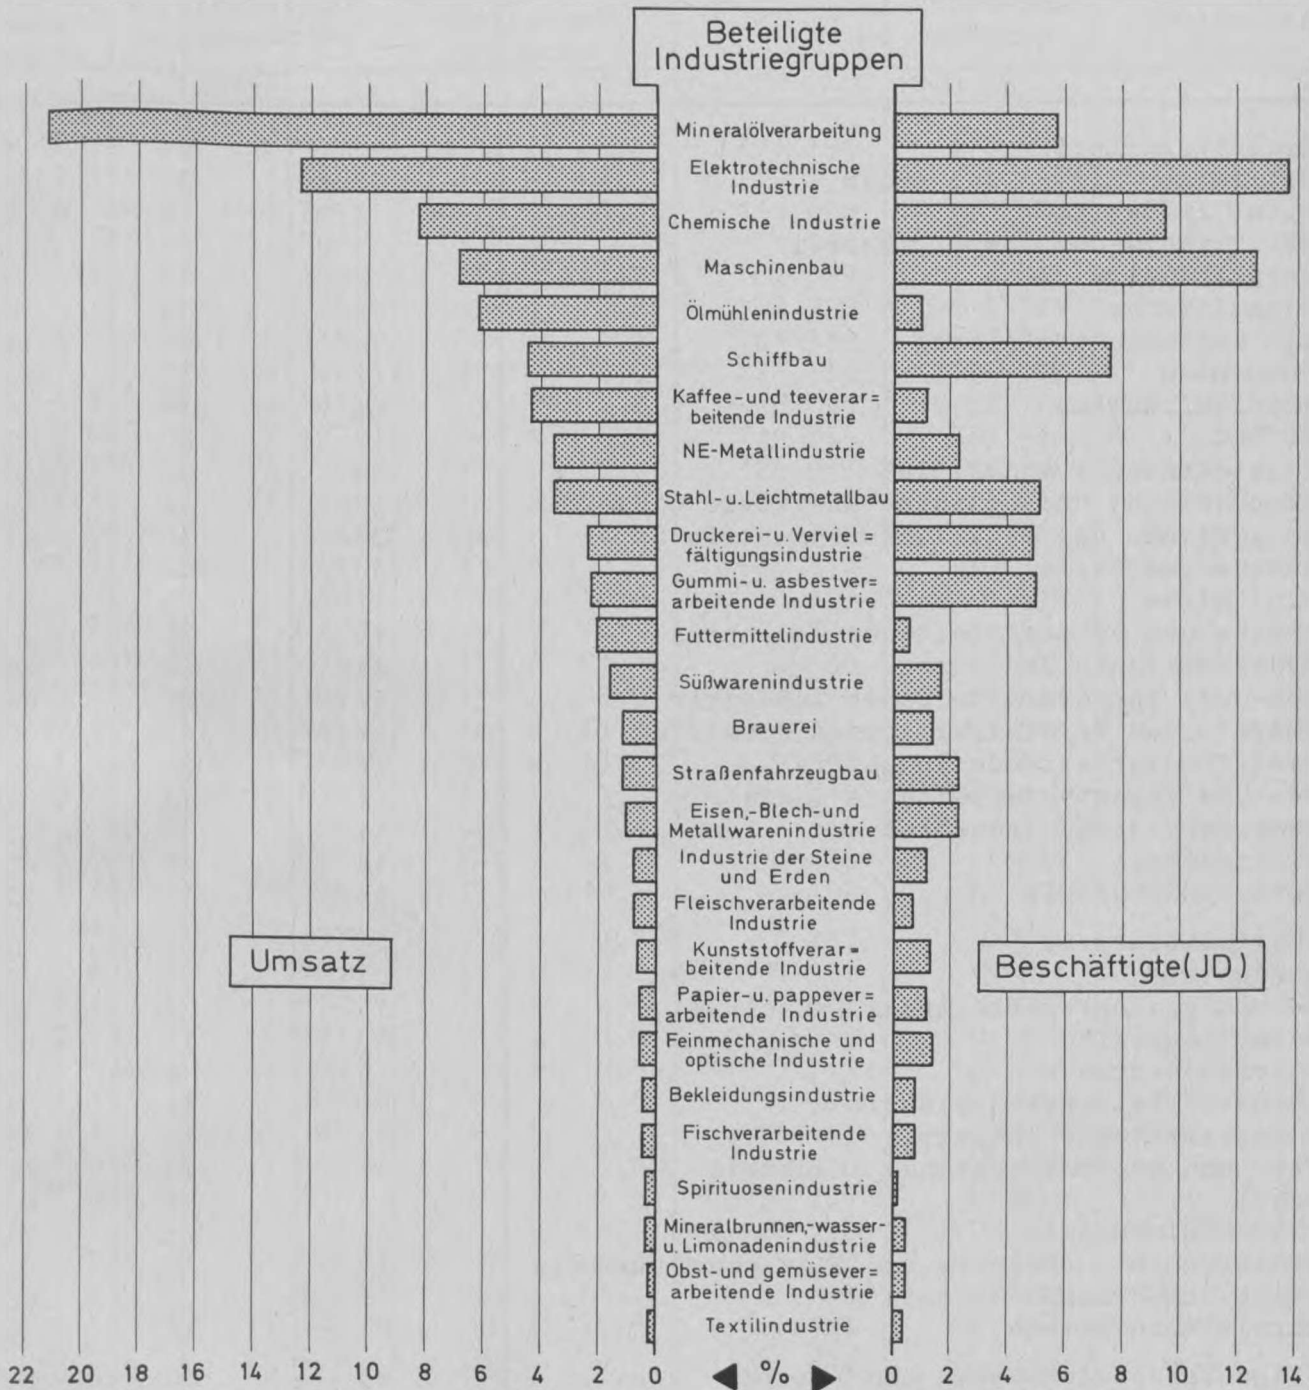 Beteiligte
Industriegruppen
Mineralölverarbeitung
Elektrotechnische
Industrie
Chemische Industrie
Maschinenbau
Ölmühlenindustrie
Schiffbau
Kaffee-und teeverar=
beitende Industrie
NE-Metallindustrie
Stahl-u.Leichtmetallbau
Druckerei-u.Verviel=
fältigungsindustrie
Gummi-u. asbestver=
arbeitende Industrie
Futtermittelindustrie
Süßwarenindustrie
Brauerei
Straßenfahrzeugbau
Eisen,-Blech-und
Metallwarenindustrie
Industrie der Steine
und Erden
Fleischverarbeitende
Industrie
Umsatz
Kunststoffverar=
beitende Industrie
Beschäftigte(JD)
Papier-u. pappever=
arbeitende Industrie
Feinmechanische und
optische Industrie
Bekleidungsindustrie
Fischverarbeitende
Industrie
Spirituosenindustrie
Mineralbrunnen,-wasser-
u.Limonadenindustrie
Obst-und gemüsever=
arbeitende Industrie
Textilindustrie
22 20 18 16 14 12 10 8 6 4 2 0 ◀ % ▶ 0 2 4 6 8 10 12 14